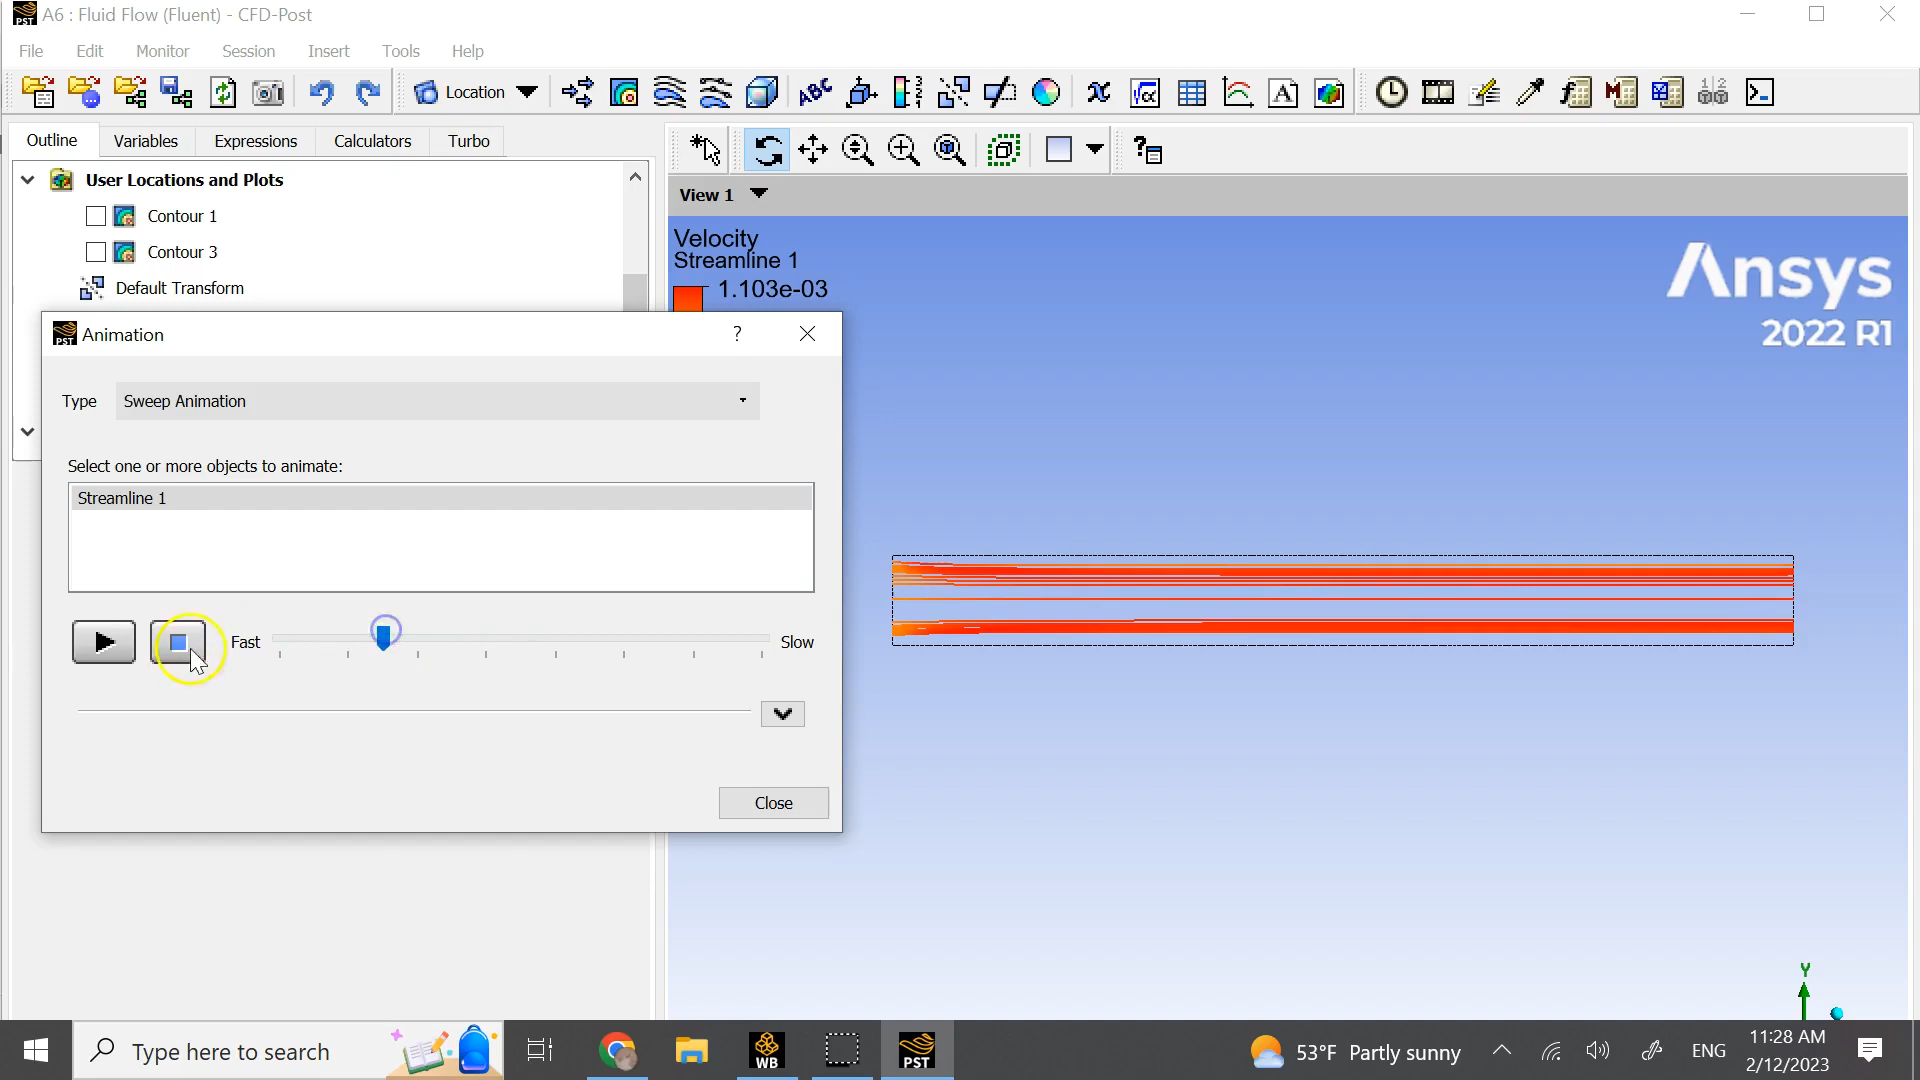 A6 : Fluid Flow (Fluent) - CFD-Post
File Edit Monitor Session Insert Tools Help
Location
Outline Variables Expressions Calculators Turbo
User Locations and Plots
Contour 1
Contour 3
Default Transform
View 1
Velocity
Streamline 1
1.103e-03
Ansys
2022 R1
Animation
?
Type Sweep Animation
Select one or more objects to animate:
Streamline 1
Fast Slow
Close
Y
Type here to search
WB
PST
53°F Partly sunny
ENG
11:28 AM
2/12/2023